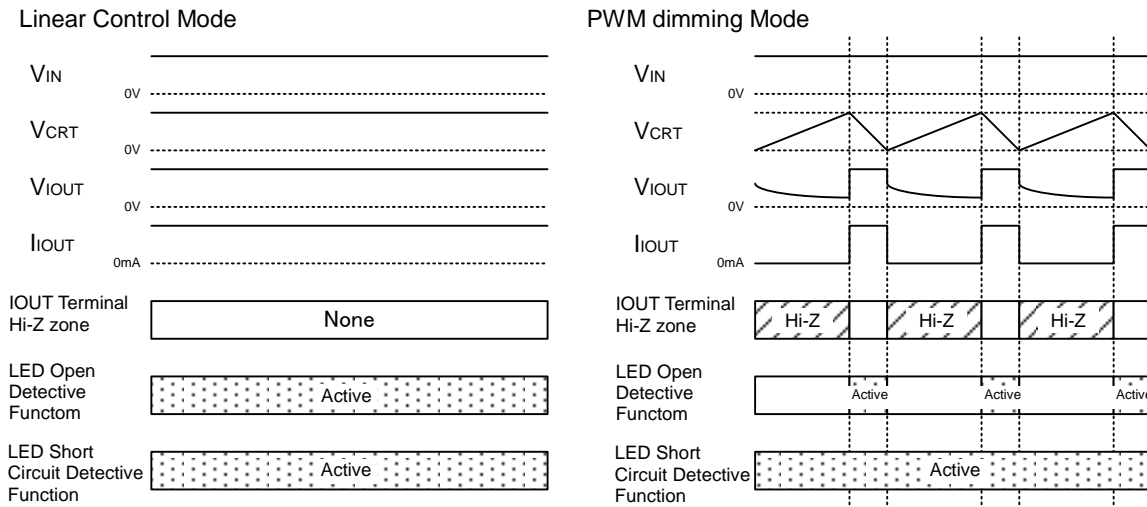 Linear Control Mode
VIN
0V
VCRT
0V
VIOUT
0V
IIOUT
0mA
IOUT Terminal
Hi-Z zone
None
LED Open
Detective
Functom
Active
LED Short
Circuit Detective
Function
Active
PWM dimming Mode
VIN
0V
VCRT
VIOUT
0V
IIOUT
0mA
IOUT Terminal
Hi-Z zone
Hi-Z Hi-Z Hi-Z
LED Open
Detective
Functom
Active Active Active
LED Short
Circuit Detective
Function
Active